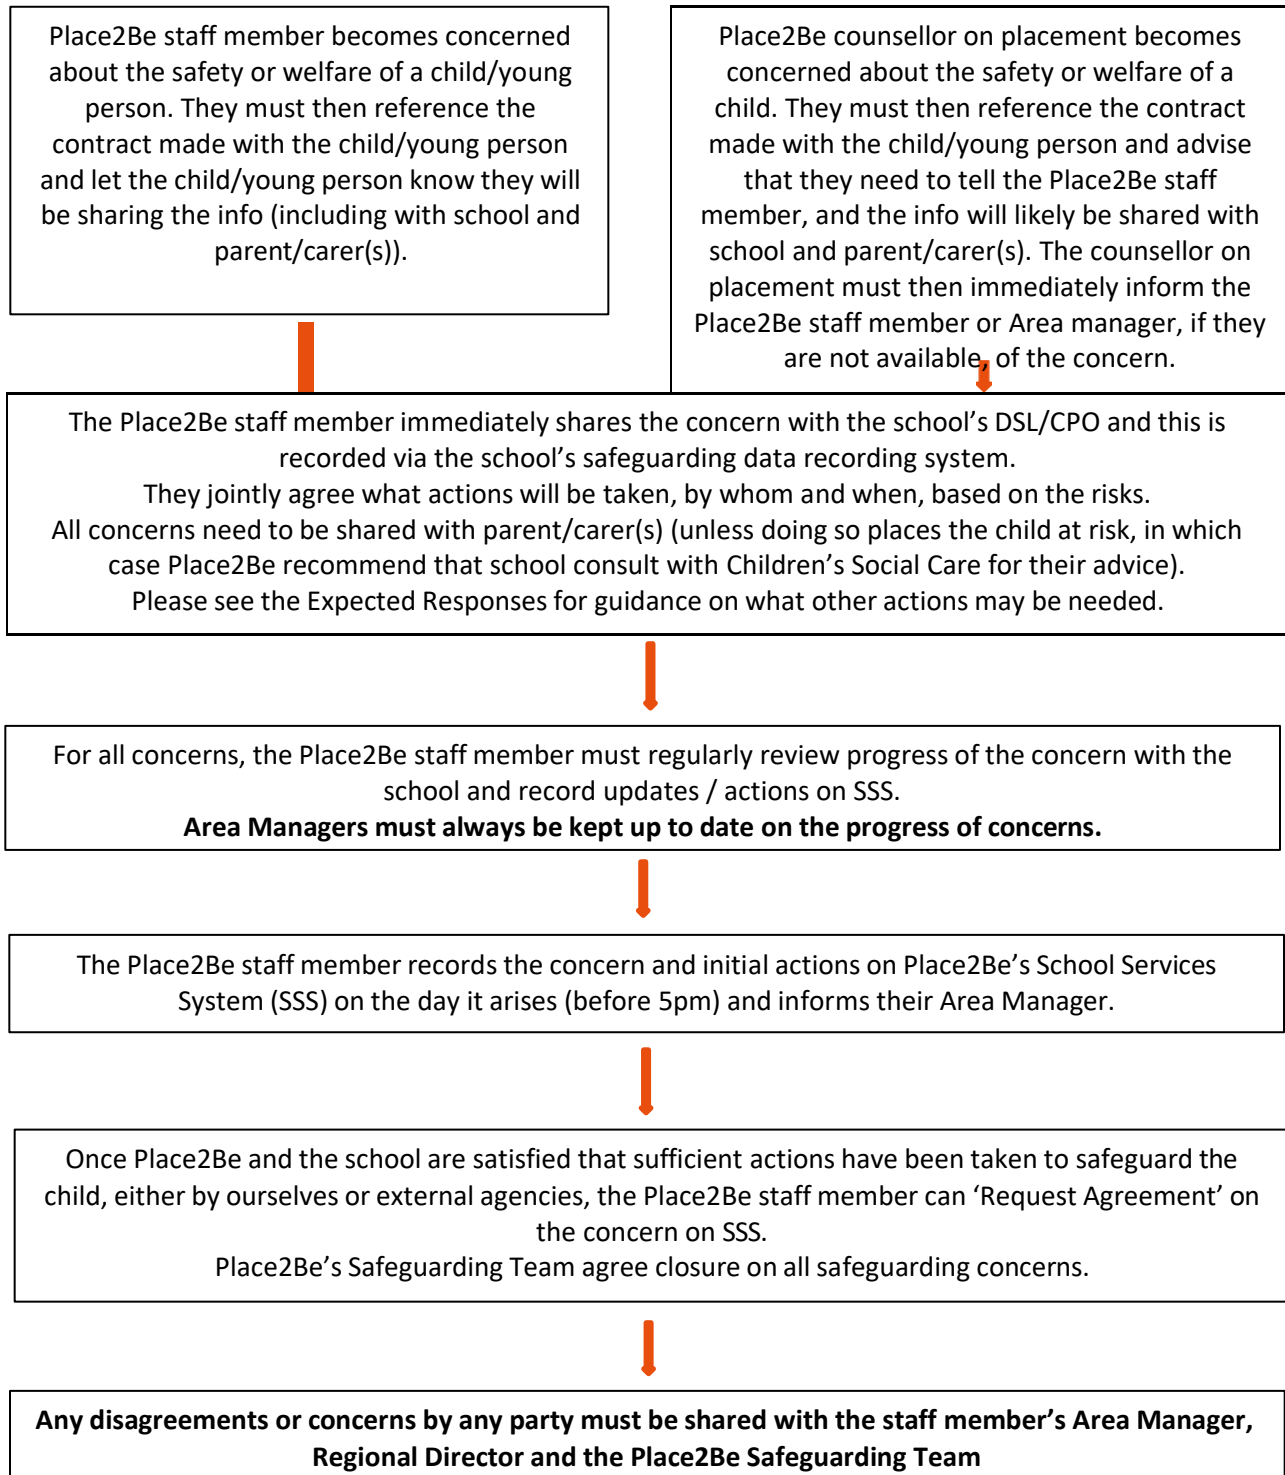 Place2Be staff member becomes concerned
about the safety or welfare of a child/young
person. They must then reference the
contract made with the child/young person
and let the child/young person know they will
be sharing the info (including with school and
parent/carer(s)).
Place2Be counsellor on placement becomes
concerned about the safety or welfare of a
child. They must then reference the contract
made with the child/young person and advise
that they need to tell the Place2Be staff
member, and the info will likely be shared with
school and parent/carer(s). The counsellor on
placement must then immediately inform the
Place2Be staff member or Area manager, if they
are not available, of the concern.
The Place2Be staff member immediately shares the concern with the school’s DSL/CPO and this is
recorded via the school’s safeguarding data recording system.
They jointly agree what actions will be taken, by whom and when, based on the risks.
All concerns need to be shared with parent/carer(s) (unless doing so places the child at risk, in which
case Place2Be recommend that school consult with Children’s Social Care for their advice).
Please see the Expected Responses for guidance on what other actions may be needed.
For all concerns, the Place2Be staff member must regularly review progress of the concern with the
school and record updates / actions on SSS.
Area Managers must always be kept up to date on the progress of concerns.
The Place2Be staff member records the concern and initial actions on Place2Be’s School Services
System (SSS) on the day it arises (before 5pm) and informs their Area Manager.
Once Place2Be and the school are satisfied that sufficient actions have been taken to safeguard the
child, either by ourselves or external agencies, the Place2Be staff member can ‘Request Agreement’ on
the concern on SSS.
Place2Be’s Safeguarding Team agree closure on all safeguarding concerns.
Any disagreements or concerns by any party must be shared with the staff member’s Area Manager,
Regional Director and the Place2Be Safeguarding Team